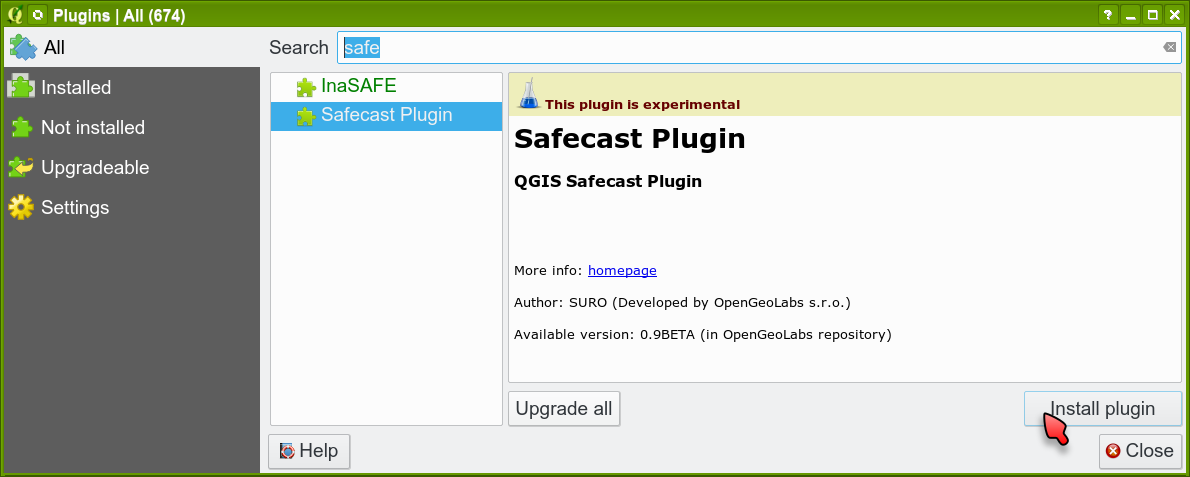 Plugins | All (674)
All
Installed
Not installed
Upgradeable
Settings
Search safe
InaSAFE
Safecast Plugin
This plugin is experimental
Safecast Plugin
QGIS Safecast Plugin
More info: homepage
Author: SURO (Developed by OpenGeoLabs s.r.o.)
Available version: 0.9BETA (in OpenGeoLabs repository)
Upgrade all
Install plugin
Help
Close